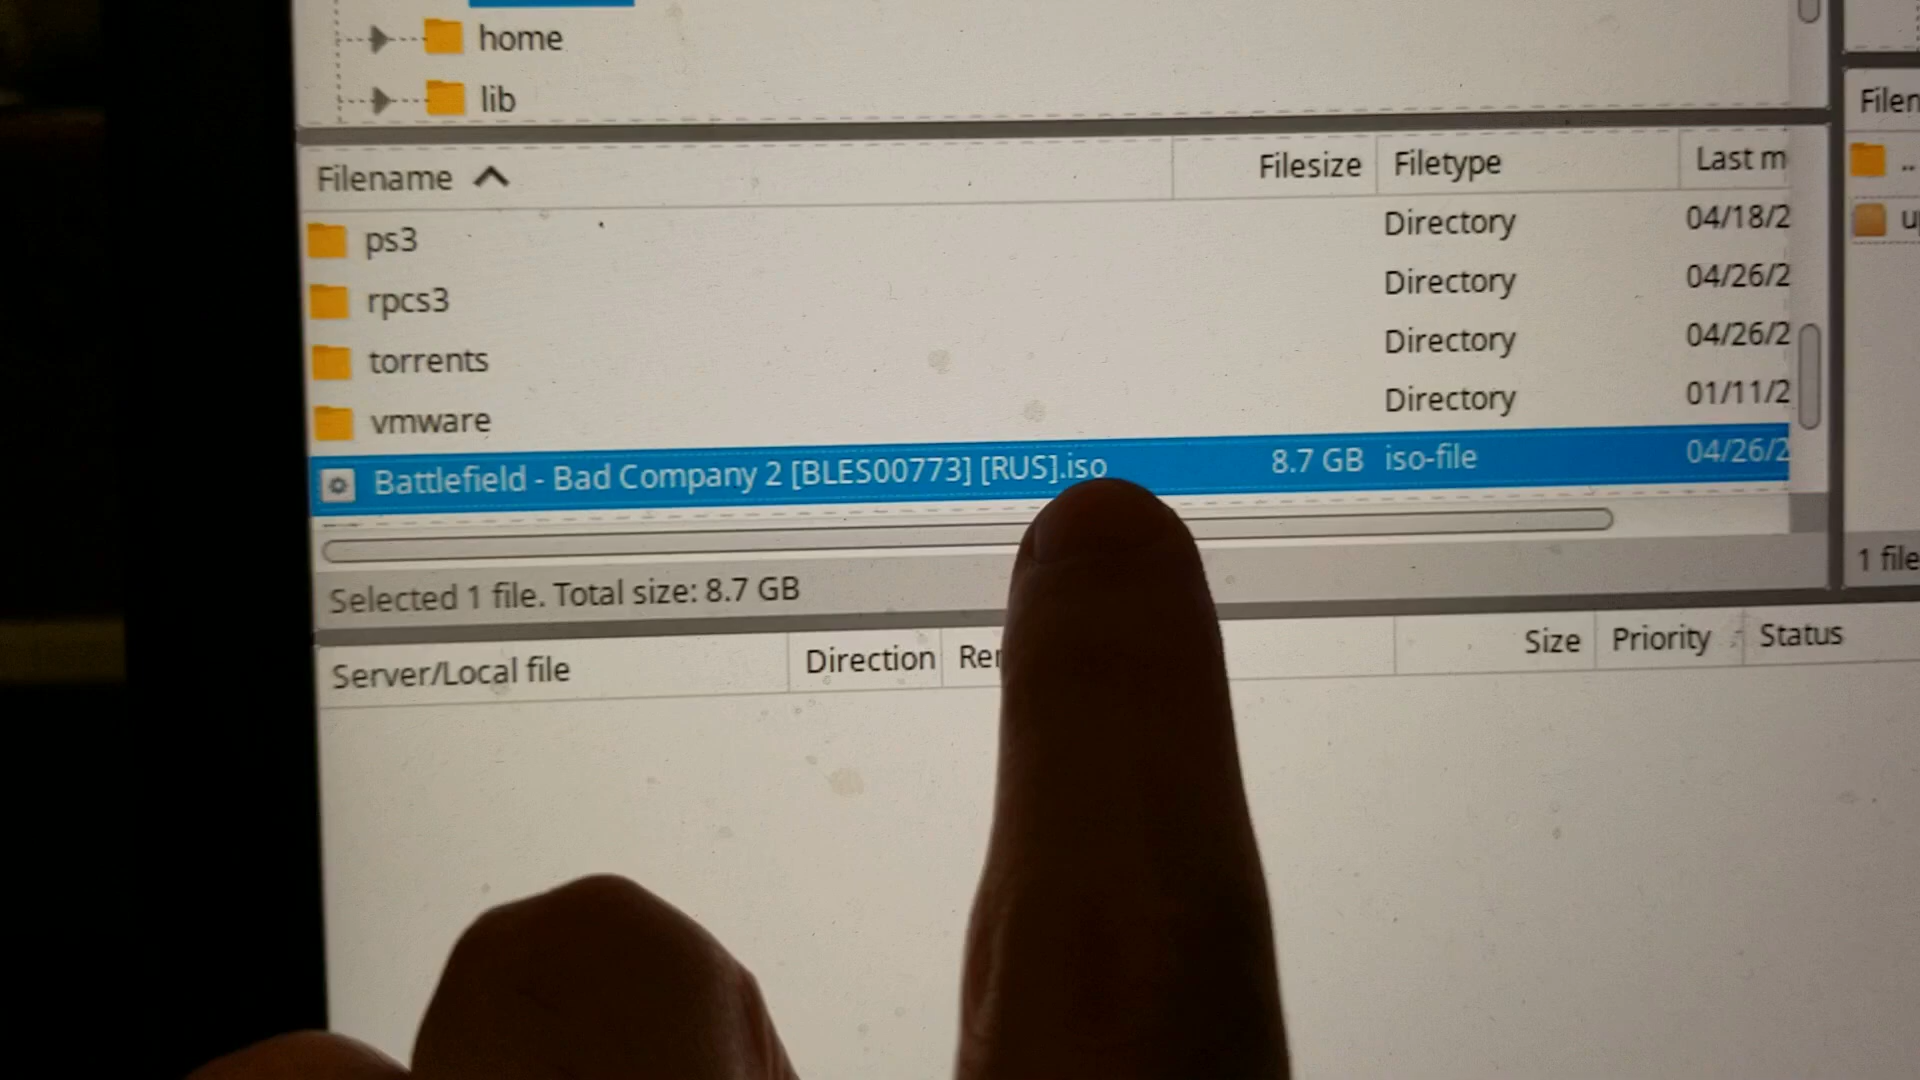 home
lib
Filename Filesize Filetype Last m
ps3 Directory 04/18/2
rpcs3 Directory 04/26/2
torrents Directory 04/26/2
vmware Directory 01/11/2
Battlefield - Bad Company 2 [BLES00773] [RUS].iso 8.7 GB iso-file 04/26/2
Selected 1 file. Total size: 8.7 GB
Server/Local file Direction Rem Size Priority Status
Filen
..
1 file